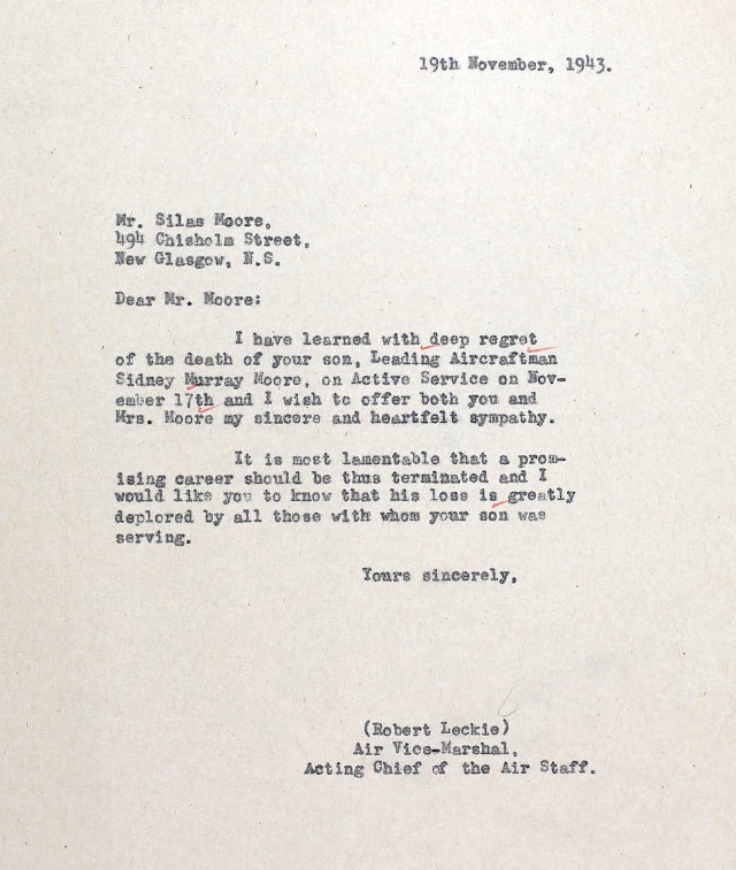 19th November, 1943.
Mr. Silas Moore,
494 Chisholm Street,
New Glasgow, N.S.
Dear Mr. Moore:
I have learned with deep regret
of the death of your son, Leading Aircraftman
Sidney Murray Moore, on Active Service on Nov-
ember 17th and I wish to offer both you and
Mrs. Moore my sincere and heartfelt sympathy.
It is most lamentable that a prom-
ising career should be thus terminated and I
would like you to know that his loss is greatly
deplored by all those with whom your son was
serving.
Yours sincerely,
(Robert Leckie)
Air Vice-Marshal,
Acting Chief of the Air Staff.